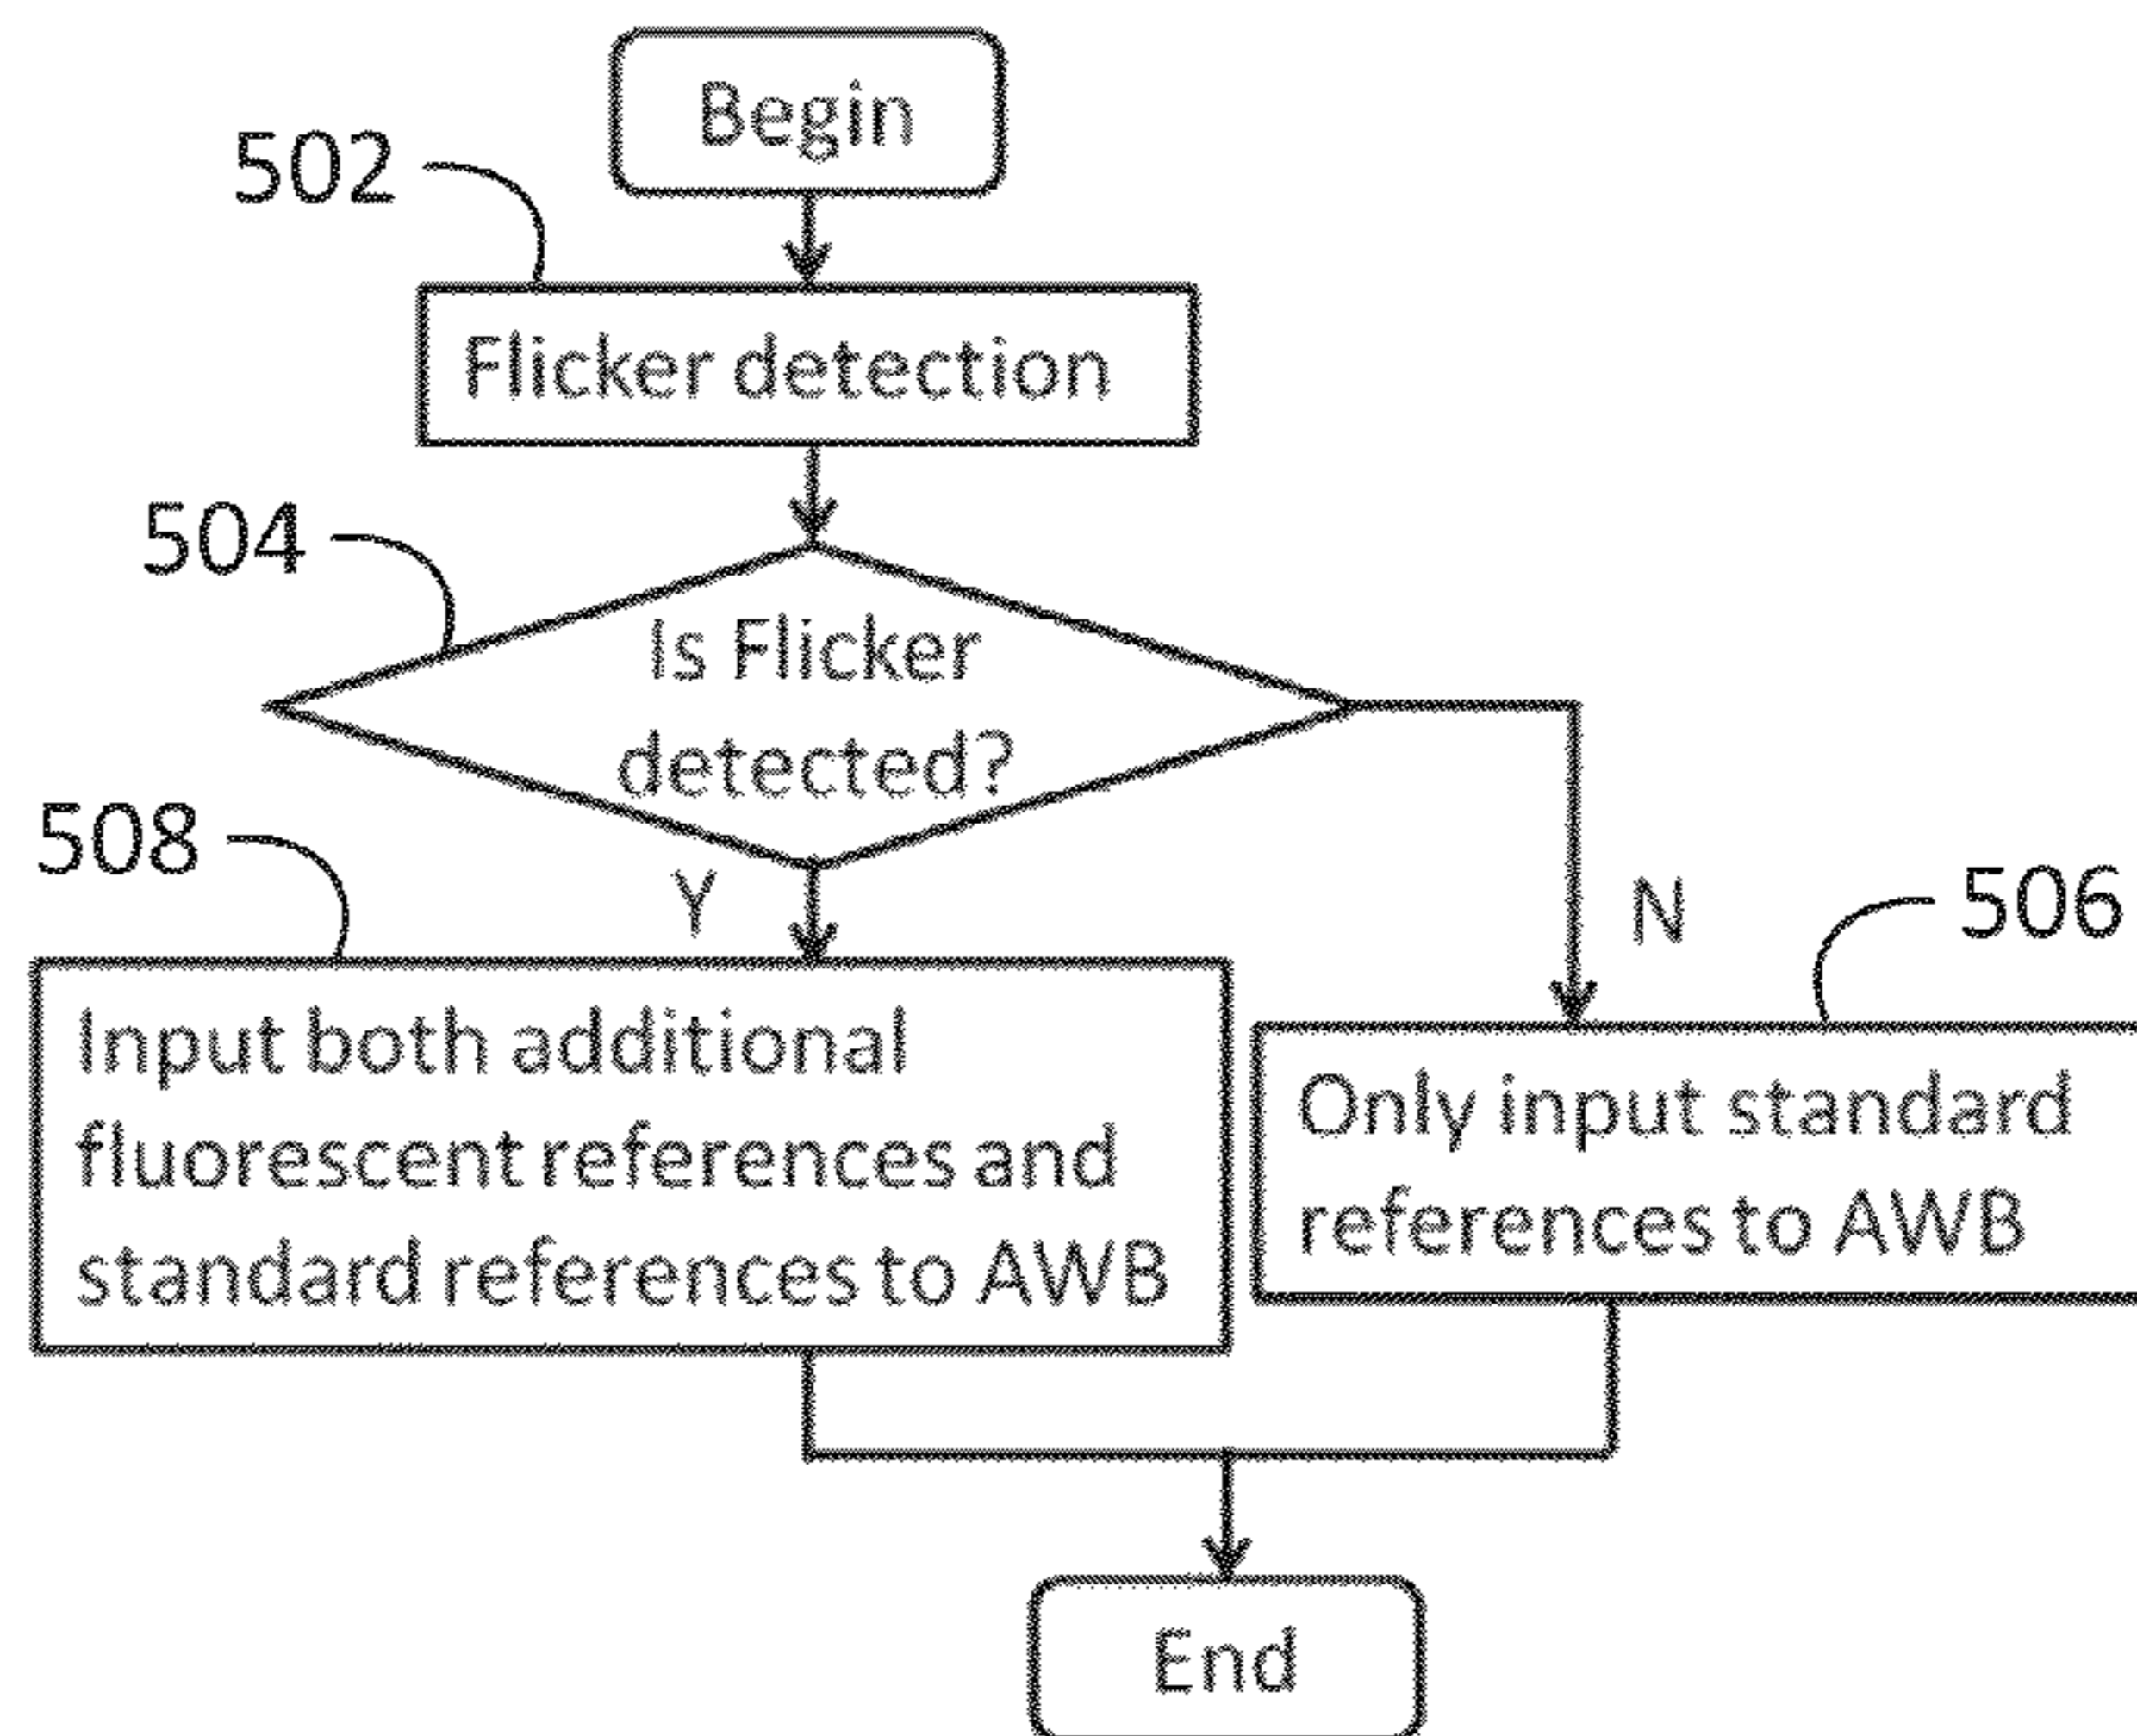 Begin
502
Flicker detection
504
Is Flicker
detected?
508
Y
N
506
Input both additional
fluorescent references and
standard references to AWB
Only input standard
references to AWB
End